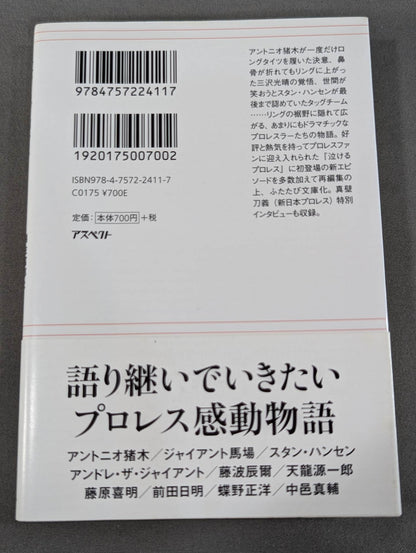 9784757224117
1920175007002
ISBN978-4-7572-2411-7
C0175 ¥700E
定価：本体700円＋税
アスペクト
アントニオ猪木が一度だけロ
ングタイツを履いた決意、鼻
骨が折れてもリングに上がっ
た三沢光晴の覚悟、世間が
笑おうとスタン・ハンセンが最
後まで認めていたタッグチーム
……リングの裾野に隠れて広
がる、あまりにもドラマチックな
プロレスラーたちの物語。好
評と熱気を持ってプロレスファ
ンに迎え入れられた『泣ける
プロレス』に初登場の新エピ
ソードを多数加えて再編集の
上、ふたたび文庫化。真壁
刀義（新日本プロレス）特別
インタビューも収録。
語り継いでいきたい
プロレス感動物語
アントニオ猪木／ジャイアント馬場／スタン・ハンセン
アンドレ・ザ・ジャイアント／藤波辰爾／天龍源一郎
藤原喜明／前田日明／蝶野正洋／中邑真輔